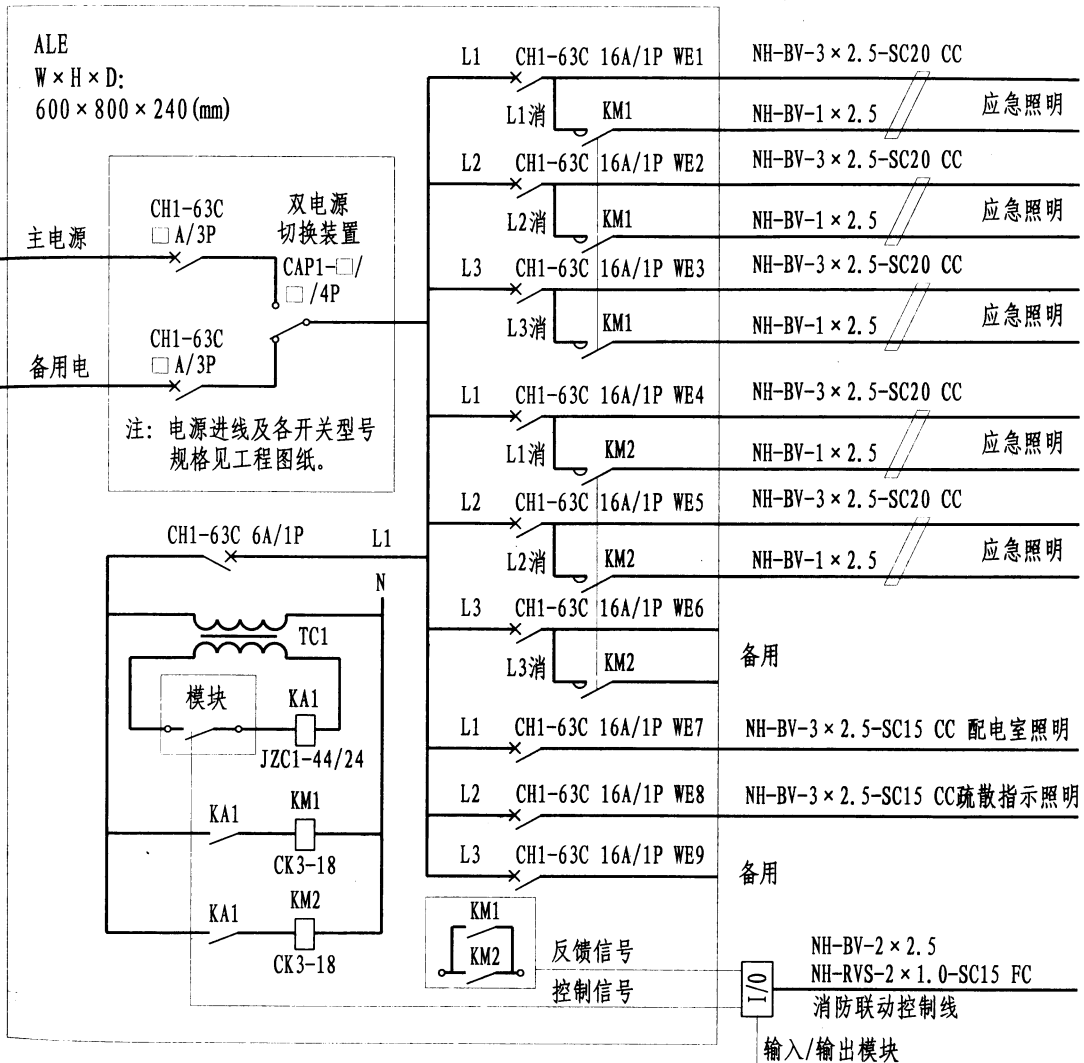 ALE
W×H×D:
600×800×240(mm)
主电源
CH1-63C
□A/3P
双电源
切换装置
CAP1-□/
□/4P
备用电
CH1-63C
□A/3P
注: 电源进线及各开关型号
规格见工程图纸。
L1 CH1-63C 16A/1P WE1 NH-BV-3×2.5-SC20 CC
L1消 KM1 NH-BV-1×2.5 应急照明
L2 CH1-63C 16A/1P WE2 NH-BV-3×2.5-SC20 CC
L2消 KM1 NH-BV-1×2.5 应急照明
L3 CH1-63C 16A/1P WE3 NH-BV-3×2.5-SC20 CC
L3消 KM1 NH-BV-1×2.5 应急照明
L1 CH1-63C 16A/1P WE4 NH-BV-3×2.5-SC20 CC
L1消 KM2 NH-BV-1×2.5 应急照明
L2 CH1-63C 16A/1P WE5 NH-BV-3×2.5-SC20 CC
L2消 KM2 NH-BV-1×2.5 应急照明
L3 CH1-63C 16A/1P WE6
L3消 KM2 备用
L1 CH1-63C 16A/1P WE7 NH-BV-3×2.5-SC15 CC 配电室照明
L2 CH1-63C 16A/1P WE8 NH-BV-3×2.5-SC15 CC疏散指示照明
L3 CH1-63C 16A/1P WE9 备用
CH1-63C 6A/1P L1
N
TC1
模块 KA1
JZC1-44/24
KA1 KM1
CK3-18
KA1 KM2
CK3-18
KM1
KM2
反馈信号
控制信号
I/O
NH-BV-2×2.5
NH-RVS-2×1.0-SC15 FC
消防联动控制线
输入/输出模块